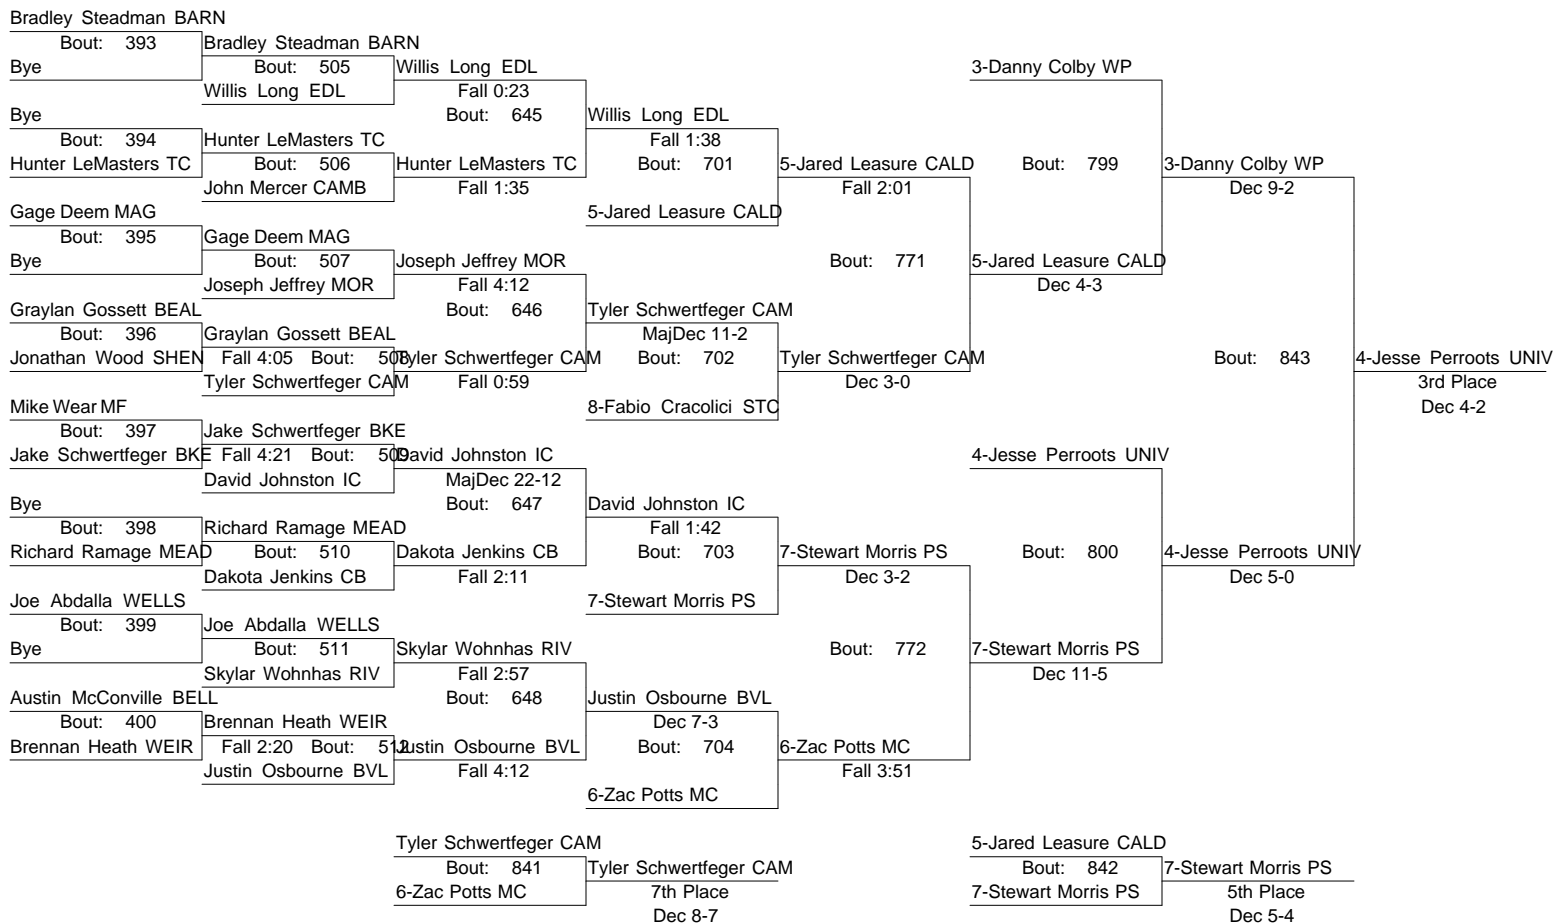 Bradley Steadman BARN
Bout: 393 Bradley Steadman BARN
Bye Bout: 505 Willis Long EDL 3-Danny Colby WP
Willis Long EDL Fall 0:23
Bye Bout: 645 Willis Long EDL
Bout: 394 Hunter LeMasters TC Fall 1:38
Hunter LeMasters TC Bout: 506 Hunter LeMasters TC Bout: 701 5-Jared Leasure CALD Bout: 799 3-Danny Colby WP
John Mercer CAMB Fall 1:35 Fall 2:01 Dec 9-2
Gage Deem MAG 5-Jared Leasure CALD
Bout: 395 Gage Deem MAG
Bye Bout: 507 Joseph Jeffrey MOR Bout: 771 5-Jared Leasure CALD
Joseph Jeffrey MOR Fall 4:12 Dec 4-3
Graylan Gossett BEAL Bout: 646 Tyler Schwertfeger CAM
Bout: 396 Graylan Gossett BEAL MajDec 11-2
Jonathan Wood SHEN Fall 4:05 Bout: 508 Tyler Schwertfeger CAM Bout: 702 Tyler Schwertfeger CAM Bout: 843 4-Jesse Perroots UNIV
Tyler Schwertfeger CAM Fall 0:59 Dec 3-0 3rd Place
Mike Wear MF 8-Fabio Cracolici STC Dec 4-2
Bout: 397 Jake Schwertfeger BKE
Jake Schwertfeger BKE Fall 4:21 Bout: 509 David Johnston IC 4-Jesse Perroots UNIV
David Johnston IC MajDec 22-12
Bye Bout: 647 David Johnston IC
Bout: 398 Richard Ramage MEAD Fall 1:42
Richard Ramage MEAD Bout: 510 Dakota Jenkins CB Bout: 703 7-Stewart Morris PS Bout: 800 4-Jesse Perroots UNIV
Dakota Jenkins CB Fall 2:11 Dec 3-2 Dec 5-0
Joe Abdalla WELLS 7-Stewart Morris PS
Bout: 399 Joe Abdalla WELLS
Bye Bout: 511 Skylar Wohnhas RIV Bout: 772 7-Stewart Morris PS
Skylar Wohnhas RIV Fall 2:57 Dec 11-5
Austin McConville BELL Bout: 648 Justin Osbourne BVL
Bout: 400 Brennan Heath WEIR Dec 7-3
Brennan Heath WEIR Fall 2:20 Bout: 512 Justin Osbourne BVL Bout: 704 6-Zac Potts MC
Justin Osbourne BVL Fall 4:12 Fall 3:51
6-Zac Potts MC
Tyler Schwertfeger CAM 5-Jared Leasure CALD
Bout: 841 Tyler Schwertfeger CAM Bout: 842 7-Stewart Morris PS
6-Zac Potts MC 7th Place 7-Stewart Morris PS 5th Place
Dec 8-7 Dec 5-4